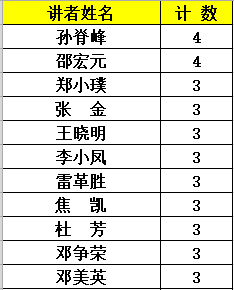 讲者姓名 计 数
孙脊峰 4
邵宏元 4
郑小璞 3
张 金 3
王晓明 3
李小凤 3
雷革胜 3
焦 凯 3
杜 芳 3
邓争荣 3
邓美英 3